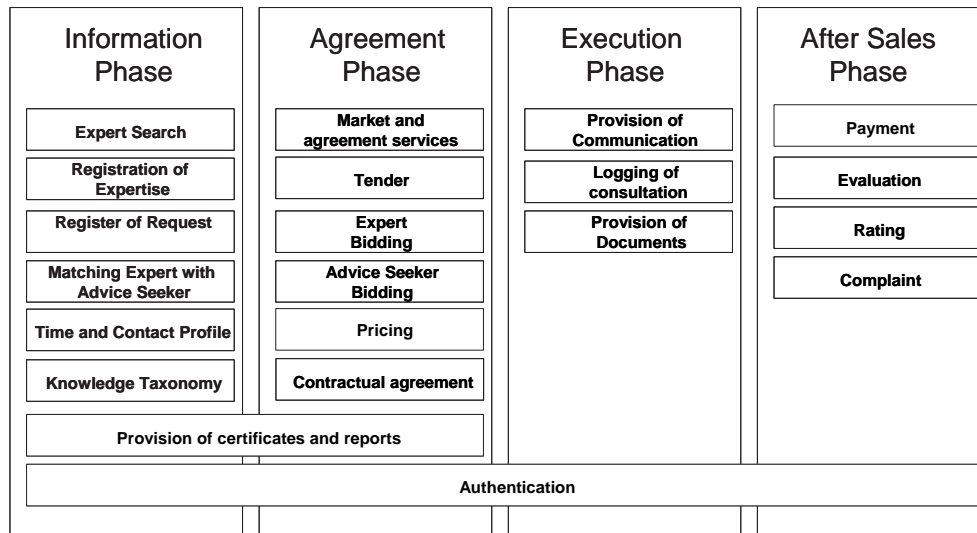 Information
Phase
Expert Search
Registration of
Expertise
Register of Request
Matching Expert with
Advice Seeker
Time and Contact Profile
Knowledge Taxonomy
Agreement
Phase
Market and
agreement services
Tender
Expert
Bidding
Advice Seeker
Bidding
Pricing
Contractual agreement
Execution
Phase
Provision of
Communication
Logging of
consultation
Provision of
Documents
After Sales
Phase
Payment
Evaluation
Rating
Complaint
Provision of certificates and reports
Authentication